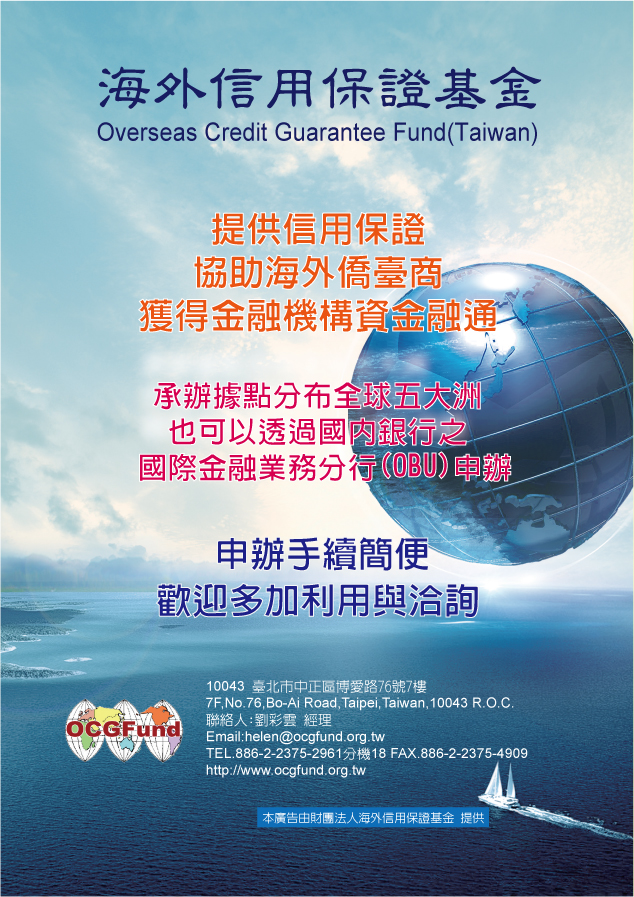 海外信用保證基金
Overseas Credit Guarantee Fund(Taiwan)
提供信用保證
協助海外僑臺商
獲得金融機構資金融通
承辦據點分布全球五大洲
也可以透過國內銀行之
國際金融業務分行(OBU)申辦
申辦手續簡便
歡迎多加利用與洽詢
10043 臺北市中正區博愛路76號7樓
7F,No.76,Bo-Ai Road,Taipei,Taiwan,10043 R.O.C.
聯絡人:劉彩雲 經理
Email:helen@ocgfund.org.tw
TEL.886-2-2375-2961分機18 FAX.886-2-2375-4909
http://www.ocgfund.org.tw
OCGFund
本廣告由財團法人海外信用保證基金 提供